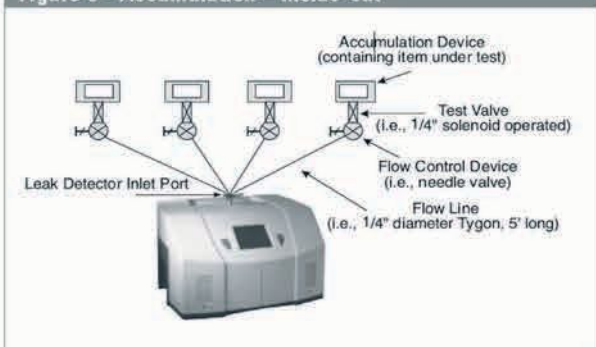 Accumulation Device
(containing item under test)
Test Valve
(i.e., 1/4" solenoid operated)
Flow Control Device
(i.e., needle valve)
Leak Detector Inlet Port
Flow Line
(i.e., 1/4" diameter Tygon, 5' long)